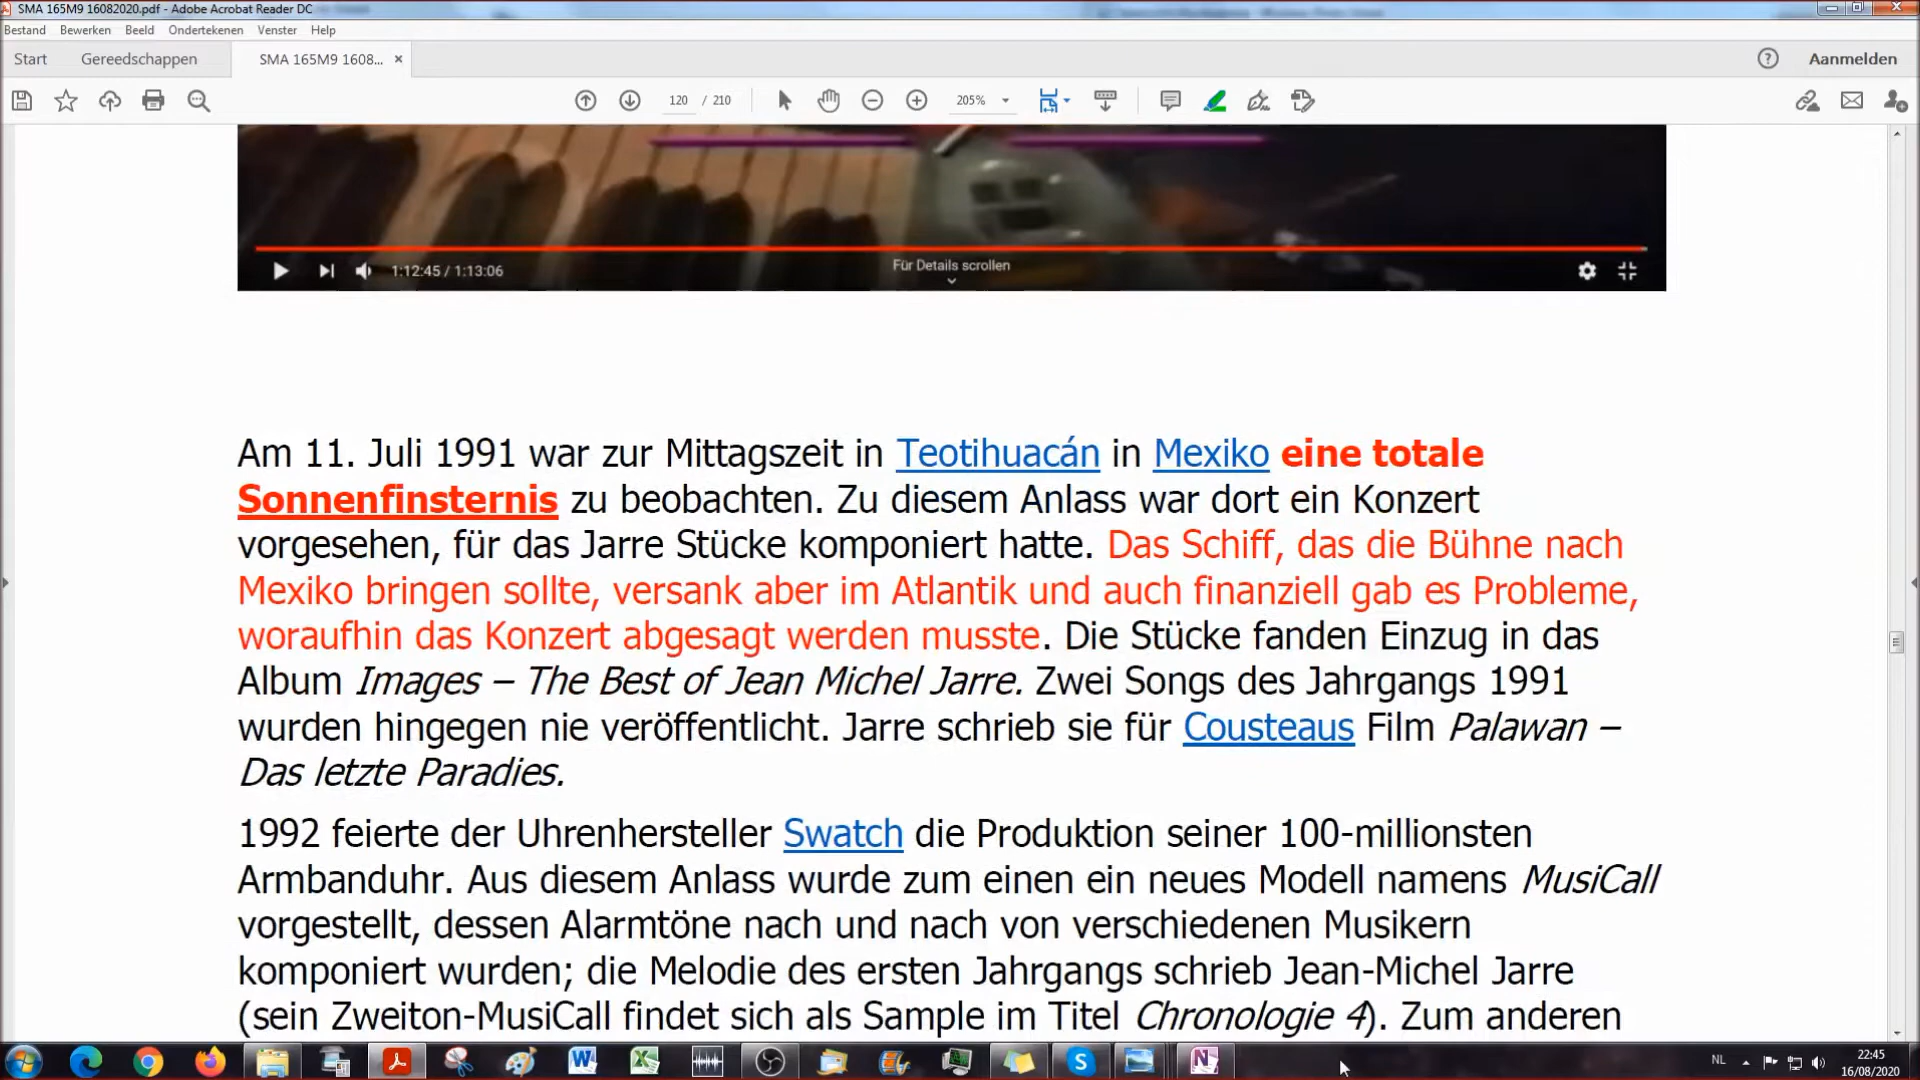 SMA 165M9 16082020.pdf - Adobe Acrobat Reader DC
Bestand Bewerken Beeld Ondertekenen Venster Help
Start Gereedschappen SMA 165M9 1608... × Aanmelden
120 / 210 205%
Für Details scrollen
1:12:45 / 1:13:06
Am 11. Juli 1991 war zur Mittagszeit in Teotihuacán in Mexiko eine totale
Sonnenfinsternis zu beobachten. Zu diesem Anlass war dort ein Konzert
vorgesehen, für das Jarre Stücke komponiert hatte. Das Schiff, das die Bühne nach
Mexiko bringen sollte, versank aber im Atlantik und auch finanziell gab es Probleme,
woraufhin das Konzert abgesagt werden musste. Die Stücke fanden Einzug in das
Album Images – The Best of Jean Michel Jarre. Zwei Songs des Jahrgangs 1991
wurden hingegen nie veröffentlicht. Jarre schrieb sie für Cousteaus Film Palawan –
Das letzte Paradies.
1992 feierte der Uhrenhersteller Swatch die Produktion seiner 100-millionsten
Armbanduhr. Aus diesem Anlass wurde zum einen ein neues Modell namens MusiCall
vorgestellt, dessen Alarmtöne nach und nach von verschiedenen Musikern
komponiert wurden; die Melodie des ersten Jahrgangs schrieb Jean-Michel Jarre
(sein Zweiton-MusiCall findet sich als Sample im Titel Chronologie 4). Zum anderen
NL 22:45
16/08/2020